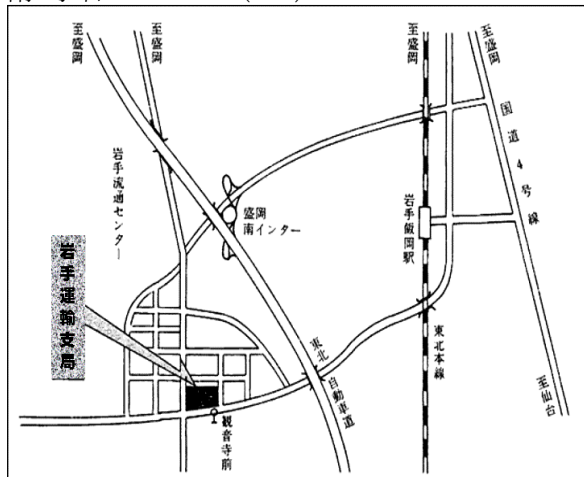 至盛岡
至盛岡
至盛岡
至盛岡
国道4号線
岩手流通センター
盛岡
南インター
岩手飯岡駅
岩手運輸支局
東北自動車道
東北本線
観音寺前
至仙台